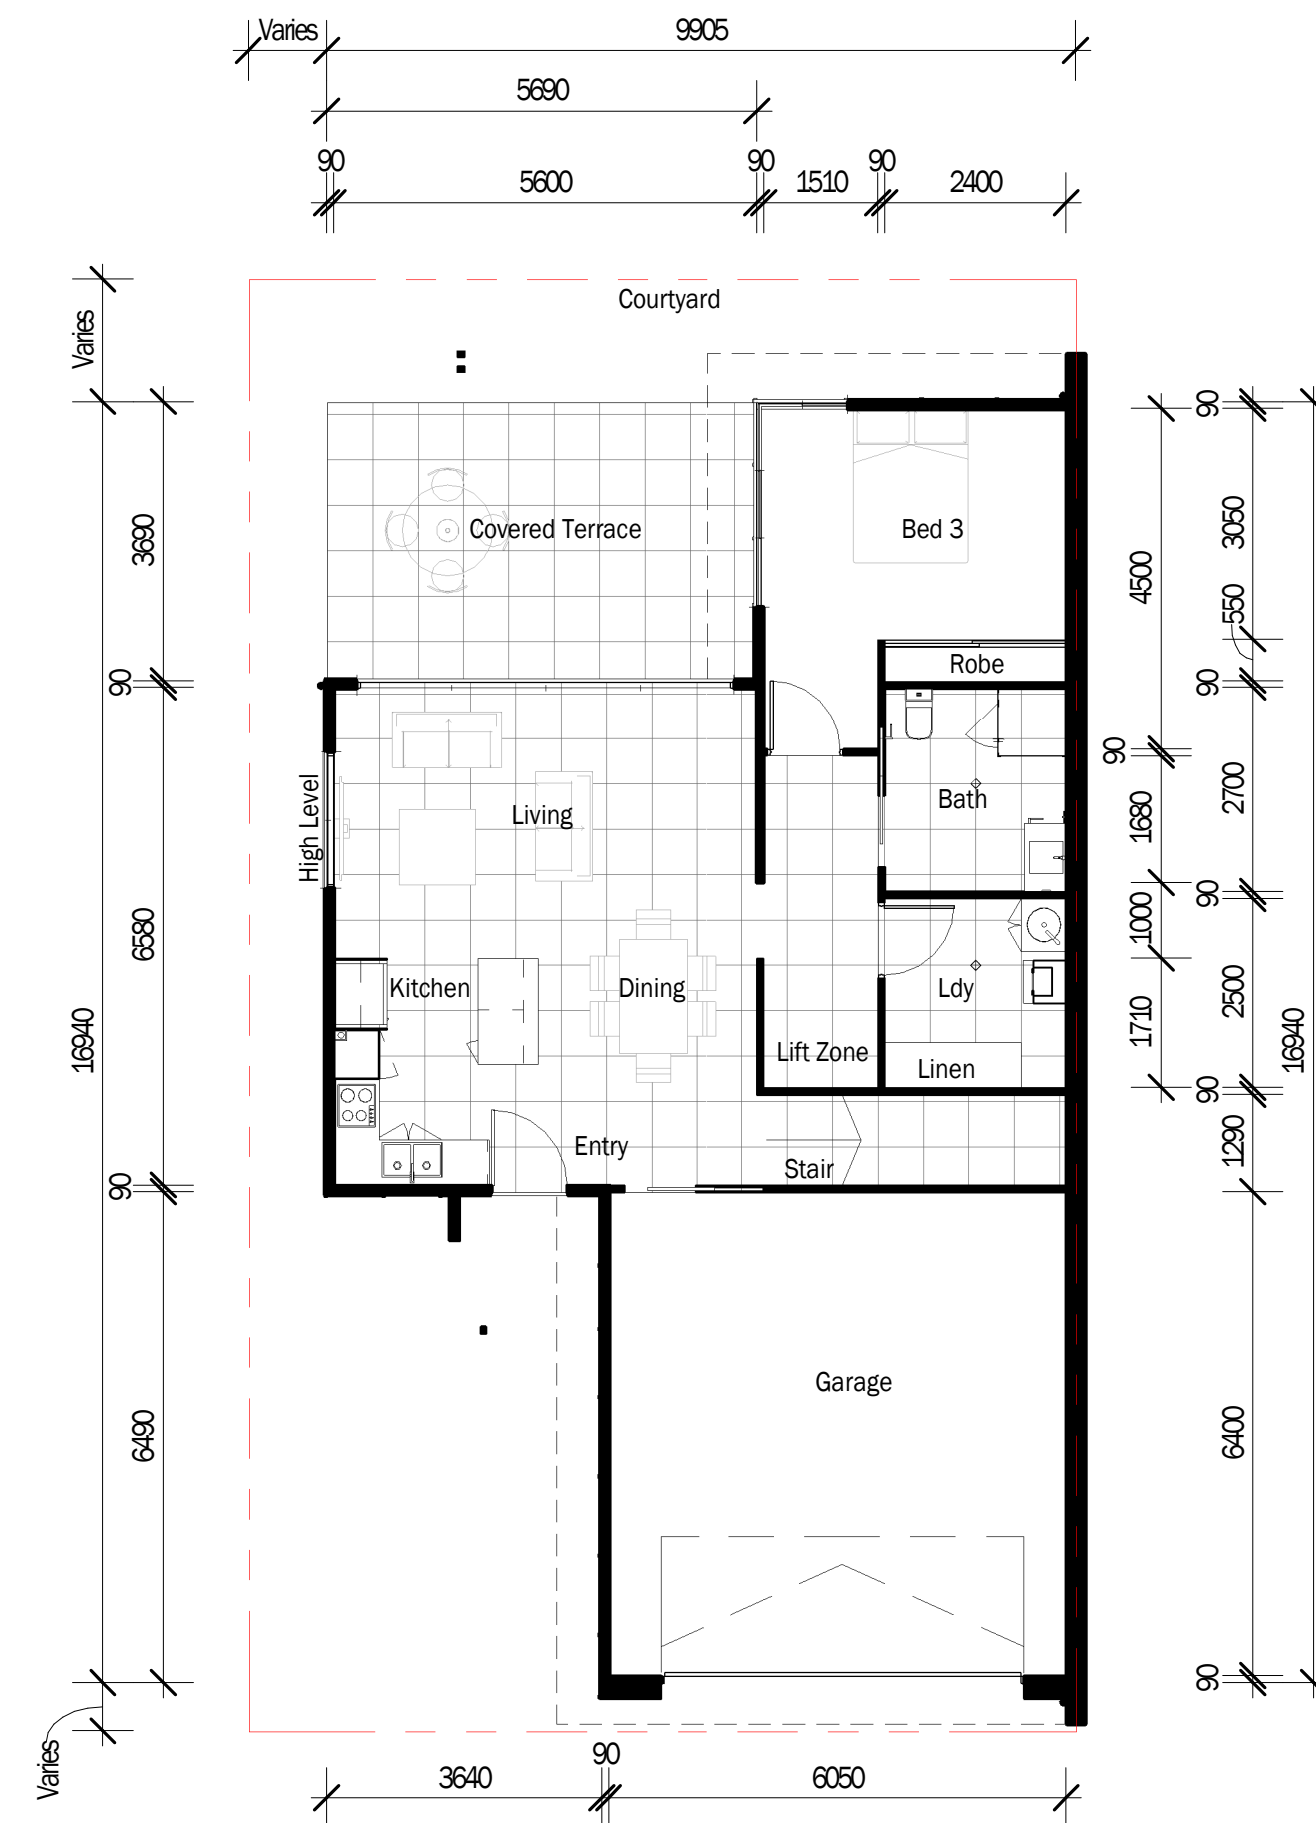 Varies
9905
5690
90
90
90
5600
1510
2400
Courtyard
Varies
90
3690
Covered Terrace
Bed 3
3050
4500
550
Robe
90
90
90
High Level
Living
Bath
2700
1680
90
6580
1000
Kitchen
Dining
Ldy
2500
16940
16940
1710
Lift Zone
Linen
90
Entry
Stair
1290
90
Garage
6490
6400
90
Varies
90
3640
6050